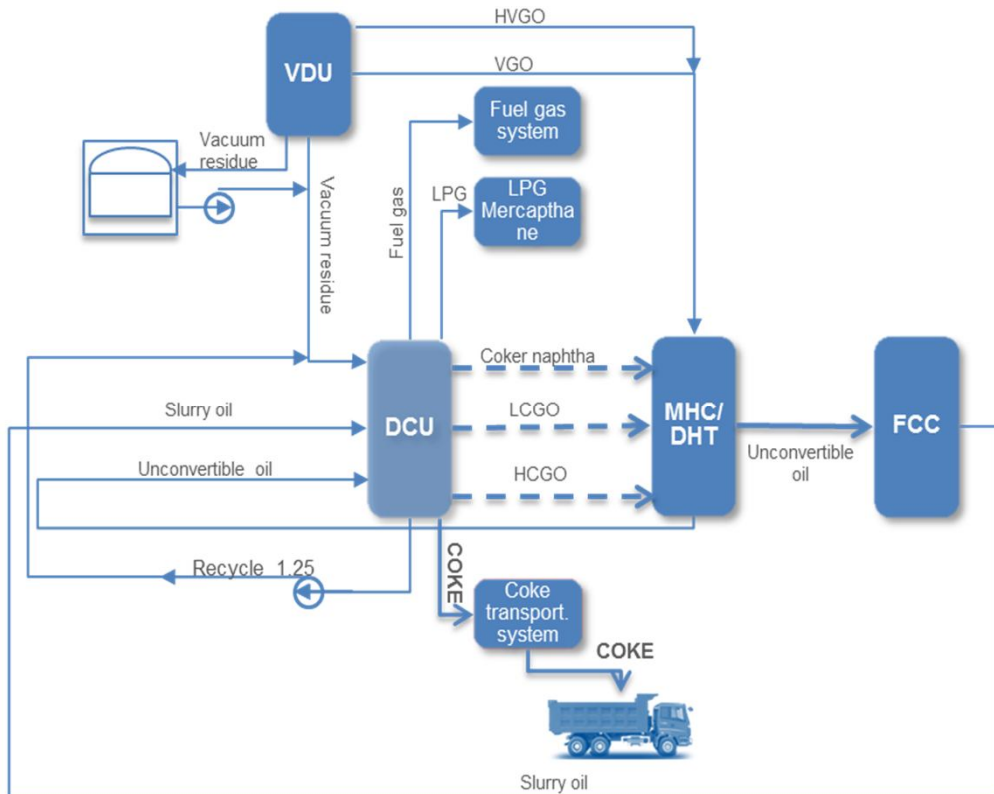 HVGO
VDU
VGO
Fuel gas
system
Vacuum
residue
Vacuum residue
Fuel gas
LPG
LPG
Mercaptha
ne
Coker naphtha
Slurry oil
DCU
LCGO
MHC/
DHT
FCC
Unconvertible
oil
Unconvertible oil
HCGO
Recycle 1.25
COKE
Coke
transport.
system
COKE
Slurry oil